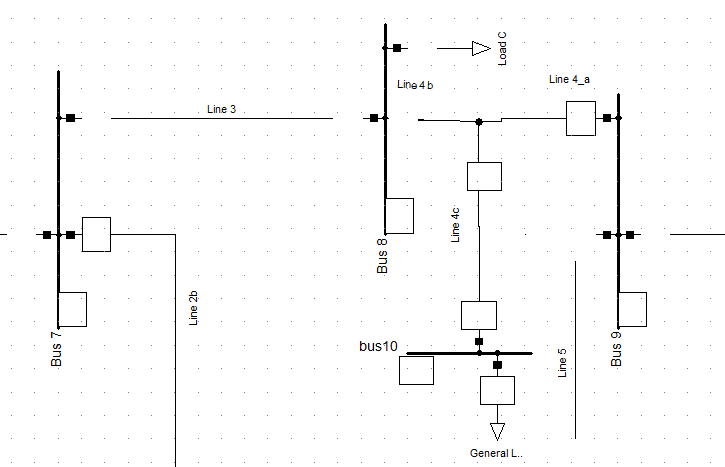 Load C
Line 4_a
Line 4 b
Line 3
Line 4c
Bus 8
Line 2b
Bus 7
bus10
Line 5
Bus 9
General L..